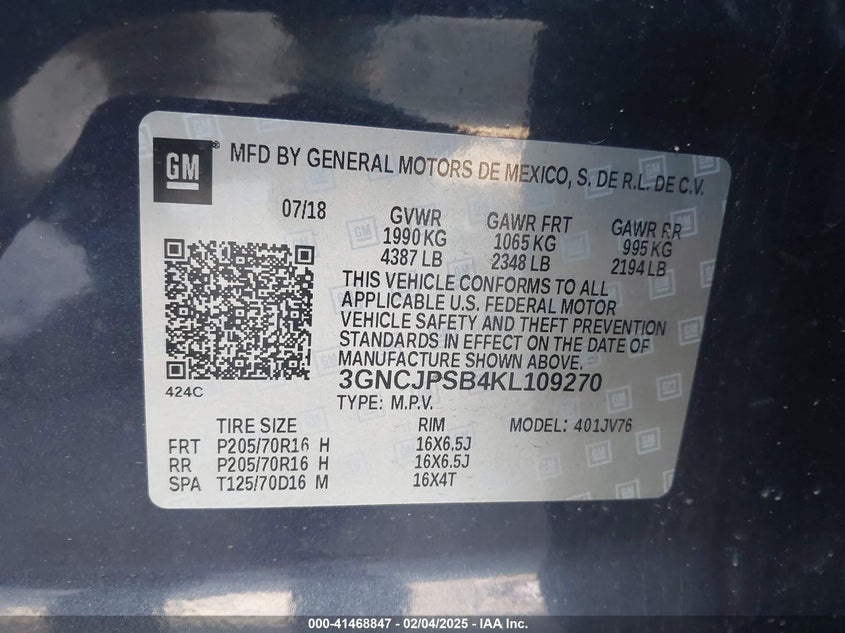 GM
MFD BY GENERAL MOTORS DE MEXICO, S. DE R.L. DE C.V.
07/18
GVWR GAWR FRT GAWR RR
1990 KG 1065 KG 995 KG
4387 LB 2348 LB 2194 LB
THIS VEHICLE CONFORMS TO ALL
APPLICABLE U.S. FEDERAL MOTOR
VEHICLE SAFETY AND THEFT PREVENTION
STANDARDS IN EFFECT ON THE DATE OF
MANUFACTURE SHOWN ABOVE.
424C
3GNCJPSB4KL109270
TYPE: M.P.V.
TIRE SIZE RIM MODEL: 401JV76
FRT P205/70R16 H 16X6.5J
RR P205/70R16 H 16X6.5J
SPA T125/70D16 M 16X4T
000-41468847 - 02/04/2025 - IAA Inc.